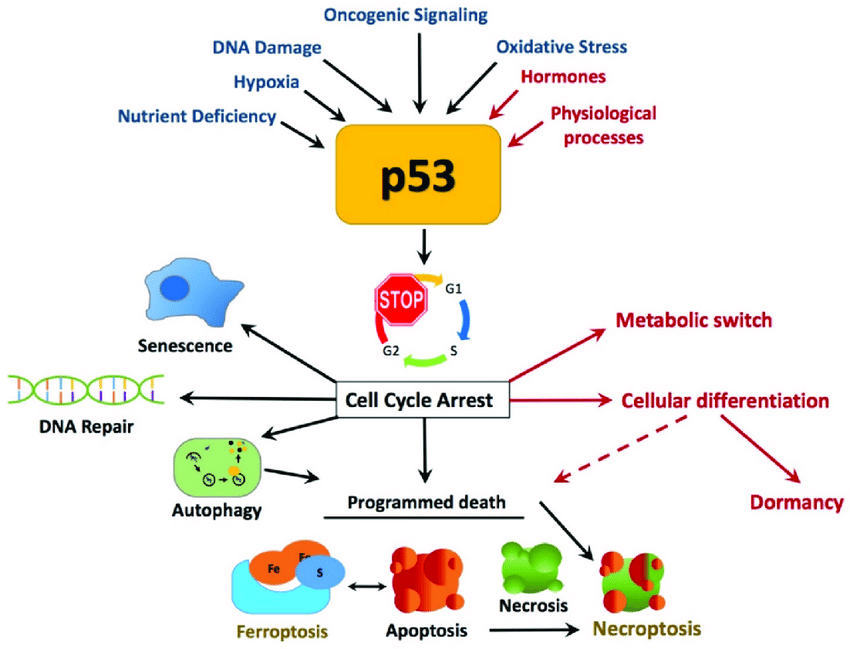 Oncogenic Signaling
DNA Damage
Oxidative Stress
Hypoxia
Hormones
Nutrient Deficiency
Physiological
processes
p53
STOP
G1
G2
S
Senescence
Metabolic switch
Cell Cycle Arrest
Cellular differentiation
DNA Repair
Autophagy
Programmed death
Dormancy
Fe
Fe
S
Ferroptosis
Apoptosis
Necrosis
Necroptosis